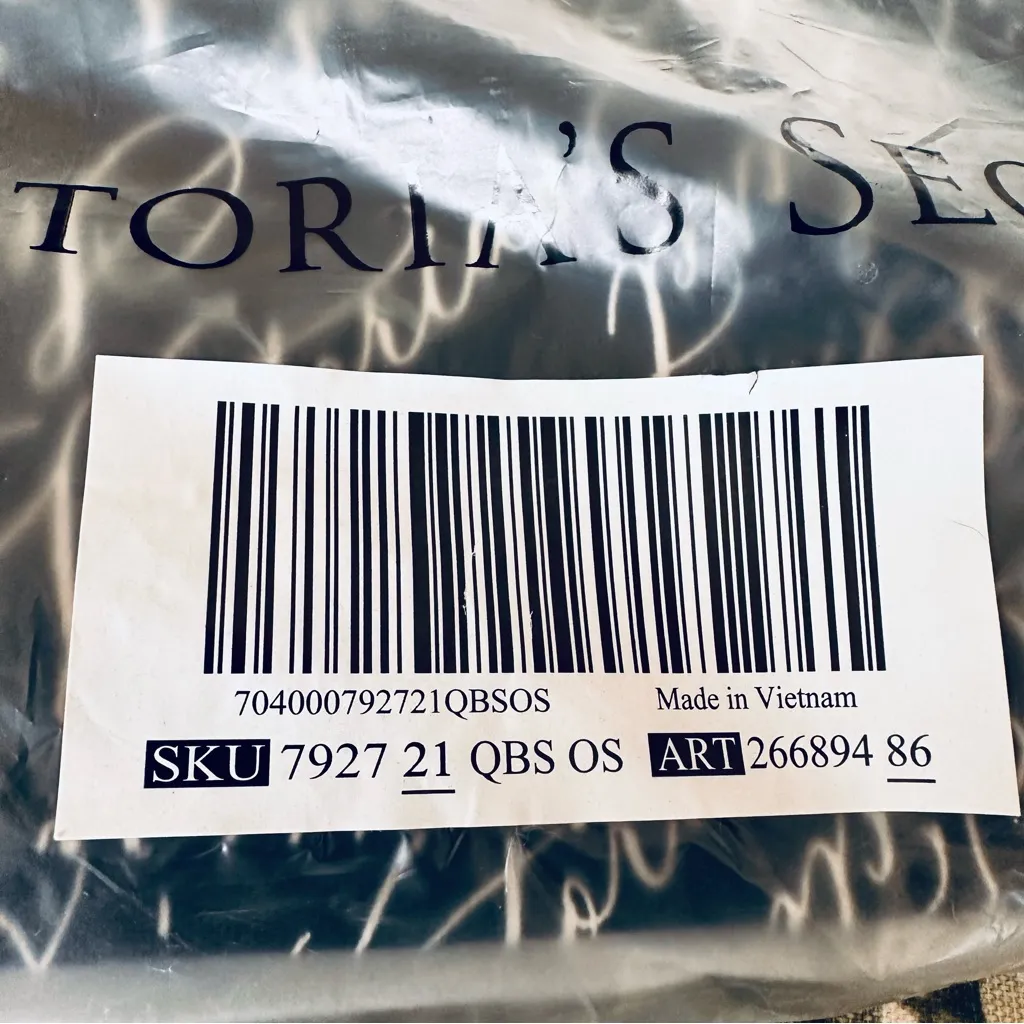 TORIA'S SEC
704000792721QBSOS
Made in Vietnam
SKU 7927 21 QBS OS ART 266894 86